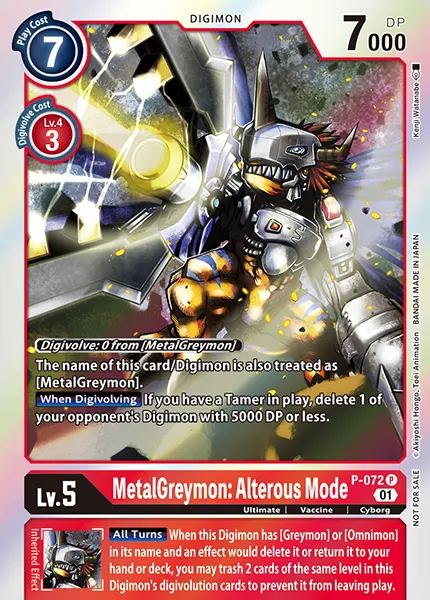 DIGIMON
Play Cost
7
7000
DP
Digivolve Cost
Lv.4
3
Kenji Watanabe
Digivolve: 0 from [MetalGreymon]
The name of this card/Digimon is also treated as
[MetalGreymon].
When Digivolving If you have a Tamer in play, delete 1 of
your opponent's Digimon with 5000 DP or less.
©Akiyoshi Hongo, Toei Animation BANDAI MADE IN JAPAN
NOT FOR SALE
Lv.5
MetalGreymon: Alterous Mode
P-072 P
01
Ultimate | Vaccine | Cyborg
Inherited Effect
All Turns When this Digimon has [Greymon] or [Omnimon]
in its name and an effect would delete it or return it to your
hand or deck, you may trash 2 cards of the same level in this
Digimon's digivolution cards to prevent it from leaving play.